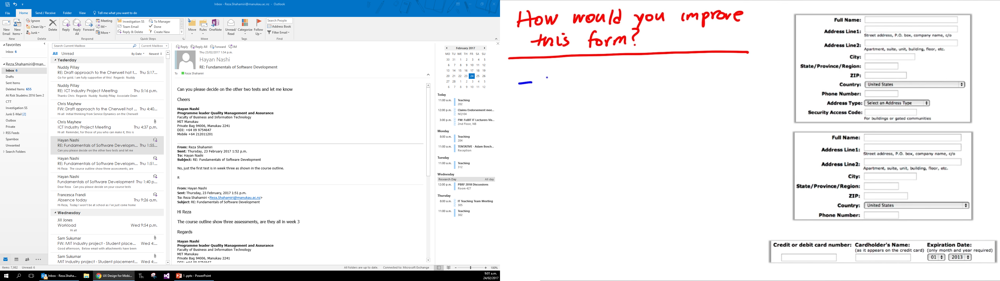 Inbox - Reza.Shahamiri@manukau.ac.nz - Outlook
File Home Send / Receive Folder View Tell me what you want to do
New Email
New Items
Ignore
Clean Up
Junk
Delete
Reply
Reply All
Forward
Meeting
IM
More
Investigation SS
Team Email
Reply & Delete
To Manager
Done
Create New
Move
Rules
OneNote
Unread/ Read
Categorize
Follow Up
Search People
Address Book
Filter Email
New Delete Respond Quick Steps Move Tags Find
Favorites
Inbox 6
Reza.Shahamiri@man...
Inbox 6
Drafts
Sent Items
Deleted Items 655
At Risk Studetns 2016 Sem 2
CTT
Investigation SS
Junk E-Mail [2]
Outbox
Private
RSS Feeds
Spambox
Unwanted
Search Folders
Search Current Mailbox Current Mailbox
All Unread By Date Newest
Yesterday
Nuddy Pillay
RE: Draft approach to the Cherwell hot t... Thu 5:17...
Go for gold. I am fully supportive of this! Regards Nuddy
Nuddy Pillay
RE: ICT Industry Project Meeting Thu 5:16 p.m.
Thanks Chris Regards Nuddy Nuddy Pillay Associate Dean
Chris Mayhew
FW: Draft approach to the Cherwell hot ... Thu 4:40...
Hi all Initial thinking from Service Dynamics on the Cherwell
Chris Mayhew
ICT Industry Project Meeting Thu 4:37 p.m.
Hi all Reminder, for those of you who can make it, this is
Hayan Nashi
RE: Fundamentals of Software Developm... Thu 1:55...
Can you please decide on the other two tests and let me
Hayan Nashi
RE: Fundamentals of Software Developm... Thu 1:51...
Hi Reza The course outline show three assessments, are
Hayan Nashi
Fundamentals of Software Development Thu 1:40 p...
Dear Reza Can you please decide on your course tests
Francesca Frandi
Absence today Thu 9:26 a.m.
Hi Reza, Today I won't be at school as I've just come home
Wednesday
Jill Jones
Workload Wed 9:54 p.m.
Hi all
Sam Sukumar
FW: MIT Industry project - Student place... Wed 4:...
Good afternoon, Below email with attachments have been
Sam Sukumar
MIT Industry project - Student placement... Wed 4:...
Reply Reply All Forward IM
Thu 23/02/2017 1:54 p.m.
Hayan Nashi
RE: Fundamentals of Software Development
To Reza Shahamiri
Can you please decide on the other two tests and let me know
Cheers
Hayan Nashi
Programme leader Quality Management and Assurance
Faculty of Business and Information Technology
MIT Manukau
Private Bag 94006, Manukau 2241
DDI: +64 09 9754647
Mobile +64 212011201
From: Reza Shahamiri
Sent: Thursday, 23 February 2017 1:52 p.m.
To: Hayan Nashi
Subject: RE: Fundamentals of Software Development
No, just the first test is in week three as shown in the course outline.
R
From: Hayan Nashi
Sent: Thursday, 23 February, 2017 1:51 p.m.
To: Reza Shahamiri <Reza.Shahamiri@manukau.ac.nz>
Subject: RE: Fundamentals of Software Development
Hi Reza
The course outline show three assessments, are they all in week 3
Regards
Hayan Nashi
Programme leader Quality Management and Assurance
Faculty of Business and Information Technology
MIT Manukau
Private Bag 94006, Manukau 2241
DDI: +64 09 9754647
February 2017
MO TU WE TH FR SA SU
30 31 1 2 3 4 5
6 7 8 9 10 11 12
13 14 15 16 17 18 19
20 21 22 23 24 25 26
27 28 1 2 3 4 5
6 7 8 9 10 11 12
Today
11:00 a.m. Teaching
202
12:00 p.m. Claims Endorsement mee...
NQ104
3:00 p.m. FW: FoBIT IT Lecturers Vis...
2nd Floor, NB
Monday
8:00 a.m. Teaching
204
11:00 a.m. TENTATIVE - Adam Bosch...
Reception
Tuesday
11:00 a.m. Teaching
312
Wednesday
Research Day All day
12:00 p.m. PBRF 2018 Discussions
Room 427
Thursday
8:00 a.m. IT Teaching Team Meeting
305
11:00 a.m. Teaching
302
Items: 7,982 Unread: 6 All folders are up to date. Connected to: Microsoft Exchange 100%
Inbox - Reza.Shaha... UX Design for Mobi... 1 .pptx - PowerPoint
9:01 a.m.
24/02/2017
How would you improve
this form?
Full Name:
Address Line1:
Street address, P.O. box, company name, c/o
Address Line2:
Apartment, suite, unit, building, floor, etc.
City:
State/Province/Region:
ZIP:
Country: United States
Phone Number:
Address Type: Select an Address Type
Security Access Code:
For buildings or gated communities
Full Name:
Address Line1:
Street address, P.O. box, company name, c/o
Address Line2:
Apartment, suite, unit, building, floor, etc.
City:
State/Province/Region:
ZIP:
Country: United States
Phone Number:
Credit or debit card number: Cardholder's Name: Expiration Date:
(as it appears on the credit card) (only month and year required)
01 2013